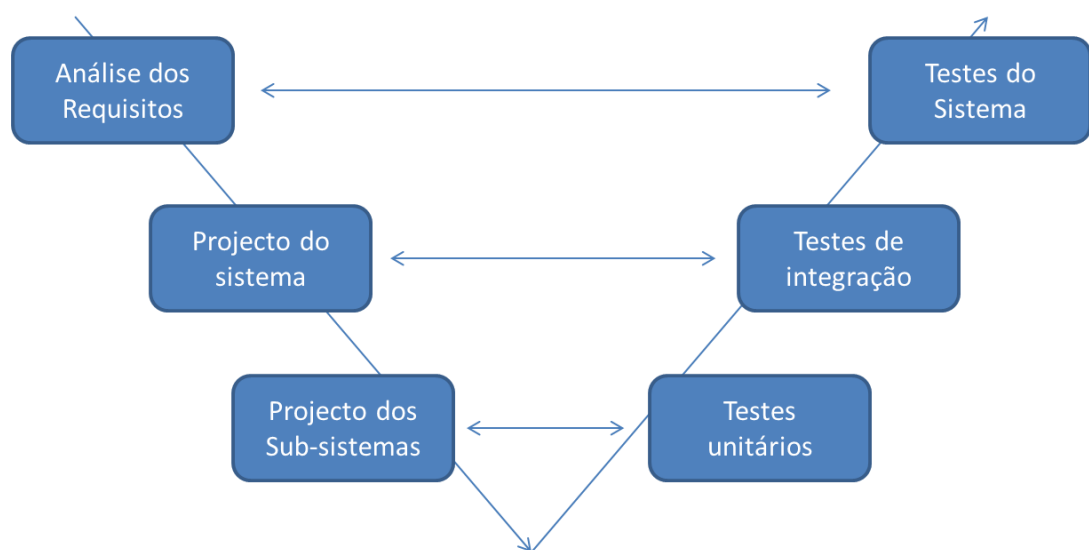 Análise dos
Requisitos
Testes do
Sistema
Projecto do
sistema
Testes de
integração
Projecto dos
Sub-sistemas
Testes
unitários